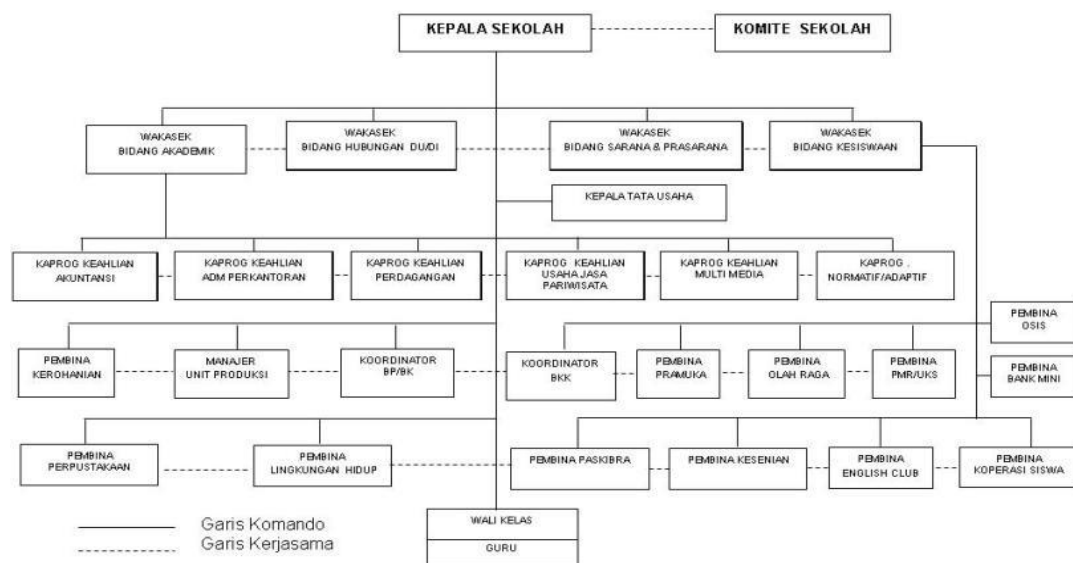 KEPALA SEKOLAH
KOMITE SEKOLAH
WAKASEK
BIDANG AKADEMIK
WAKASEK
BIDANG HUBUNGAN DU/DI
WAKASEK
BIDANG SARANA & PRASARANA
WAKASEK
BIDANG KESISWAAN
KEPALA TATA USAHA
KAPROG KEAHLIAN
AKUNTANSI
KAPROG KEAHLIAN
ADM PERKANTORAN
KAPROG KEAHLIAN
PERDAGANGAN
KAPROG KEAHLIAN
USAHA JASA
PARIWISATA
KAPROG KEAHLIAN
MULTI MEDIA
KAPROG .
NORMATIF/ADAPTIF
PEMBINA
OSIS
PEMBINA
KEROHANIAN
MANAJER
UNIT PRODUKSI
KOORDINATOR
BP/BK
KOORDINATOR
BKK
PEMBINA
PRAMUKA
PEMBINA
OLAH RAGA
PEMBINA
PMR/UKS
PEMBINA
BANK MINI
PEMBINA
PERPUSTAKAAN
PEMBINA
LINGKUNGAN HIDUP
PEMBINA PASKIBRA
PEMBINA KESENIAN
PEMBINA
ENGLISH CLUB
PEMBINA
KOPERASI SISWA
WALI KELAS
GURU
Garis Komando
Garis Kerjasama